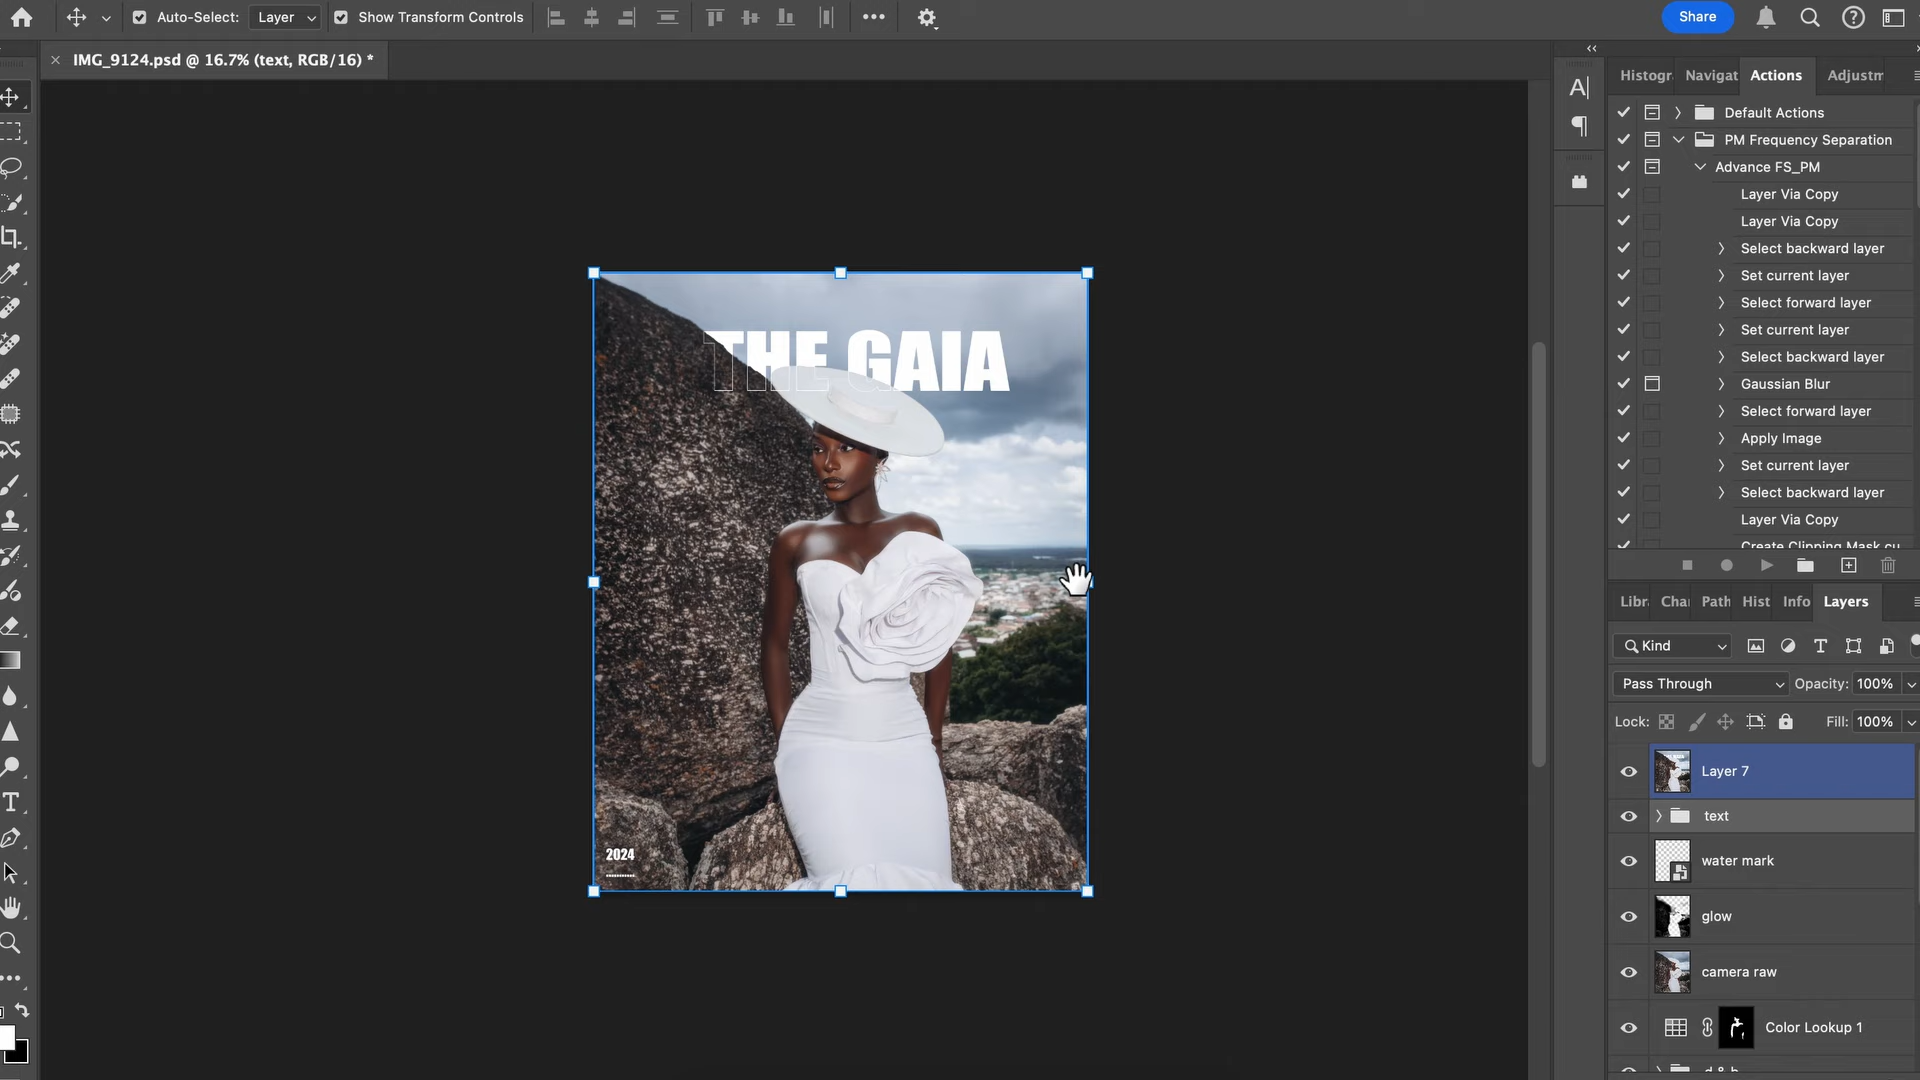 Auto-Select:
Layer
Show Transform Controls
Share
IMG_9124.psd @ 16.7% (text, RGB/16) *
Histogr
Navigat
Actions
Adjustm
Default Actions
PM Frequency Separation
Advance FS_PM
Layer Via Copy
Layer Via Copy
Select backward layer
Set current layer
Select forward layer
Set current layer
Select backward layer
Gaussian Blur
Select forward layer
Apply Image
Set current layer
Select backward layer
Layer Via Copy
Create Clipping Mask cu
THE GAIA
2024
Libr
Cha
Path
Hist
Info
Layers
Kind
Pass Through
Opacity: 100%
Lock:
Fill: 100%
Layer 7
text
water mark
glow
camera raw
Color Lookup 1
d & b